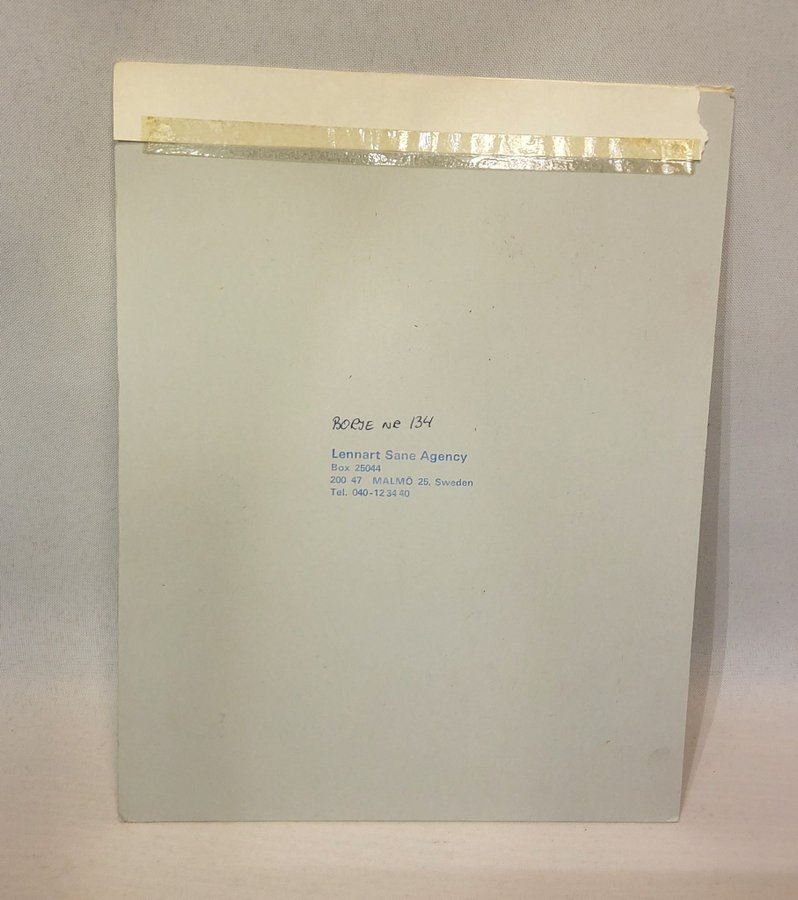 BORJE NR 134
Lennart Sane Agency
Box 25044
200 47 MALMÖ 25, Sweden
Tel. 040-12 34 40